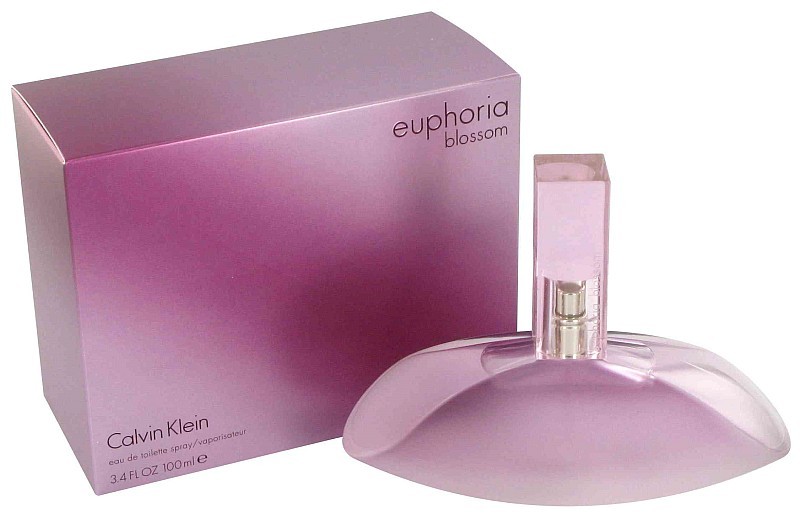 euphoria
blossom
Calvin Klein
eau de toilette spray/vaporisateur
3.4 FL OZ 100 ml ℮